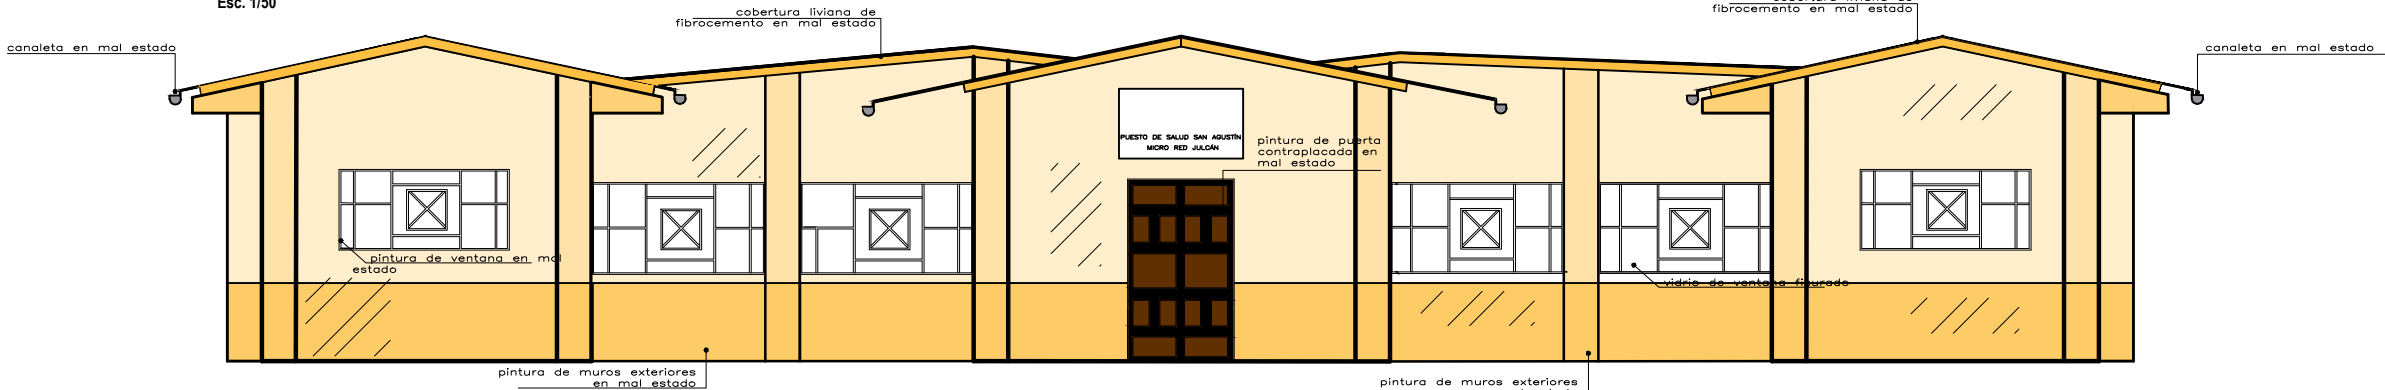 Esc. 1/50
cobertura liviana de
fibrocemento en mal estado
canaleta en mal estado
cobertura liviana de
fibrocemento en mal estado
canaleta en mal estado
PUESTO DE SALUD SAN AGUSTÍN
MICRO RED JULCÁN
pintura de puerta
contraplacada en
mal estado
pintura de ventana en mal
estado
vidrio de ventana fisurado
pintura de muros exteriores
en mal estado
pintura de muros exteriores